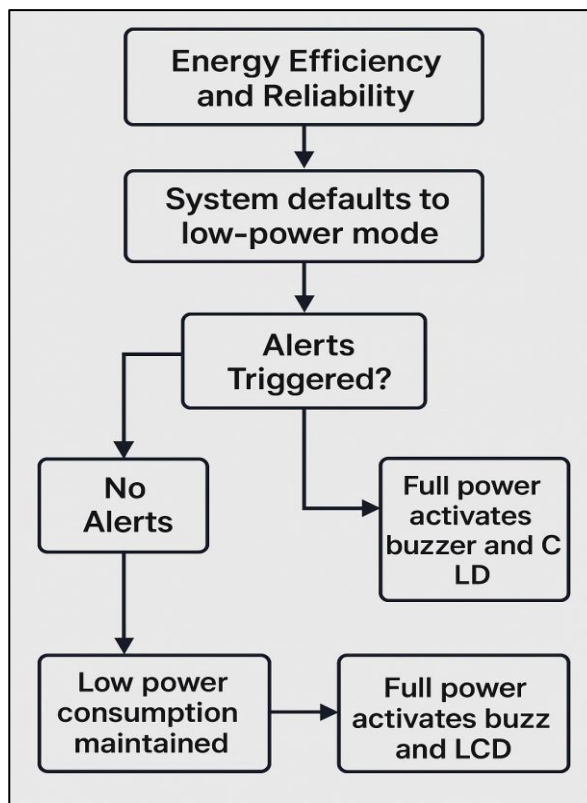 Energy Efficiency
and Reliability
System defaults to
low-power mode
Alerts
Triggered?
No
Alerts
Full power
activates
buzzer and C
LD
Low power
consumption
maintained
Full power
activates buzz
and LCD